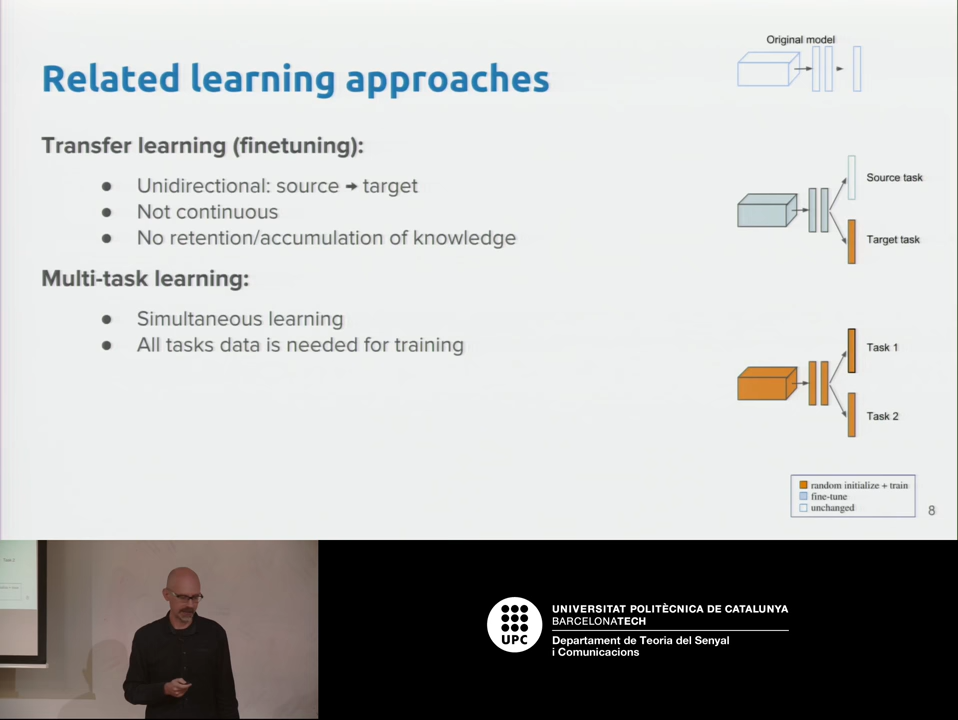 Original model
Related learning approaches
Transfer learning (finetuning):
● Unidirectional: source → target
● Not continuous
● No retention/accumulation of knowledge
Source task
Target task
Multi-task learning:
● Simultaneous learning
● All tasks data is needed for training
Task 1
Task 2
random initialize + train
fine-tune
unchanged
8
UPC
UNIVERSITAT POLITÈCNICA DE CATALUNYA
BARCELONATECH
Departament de Teoria del Senyal
i Comunicacions